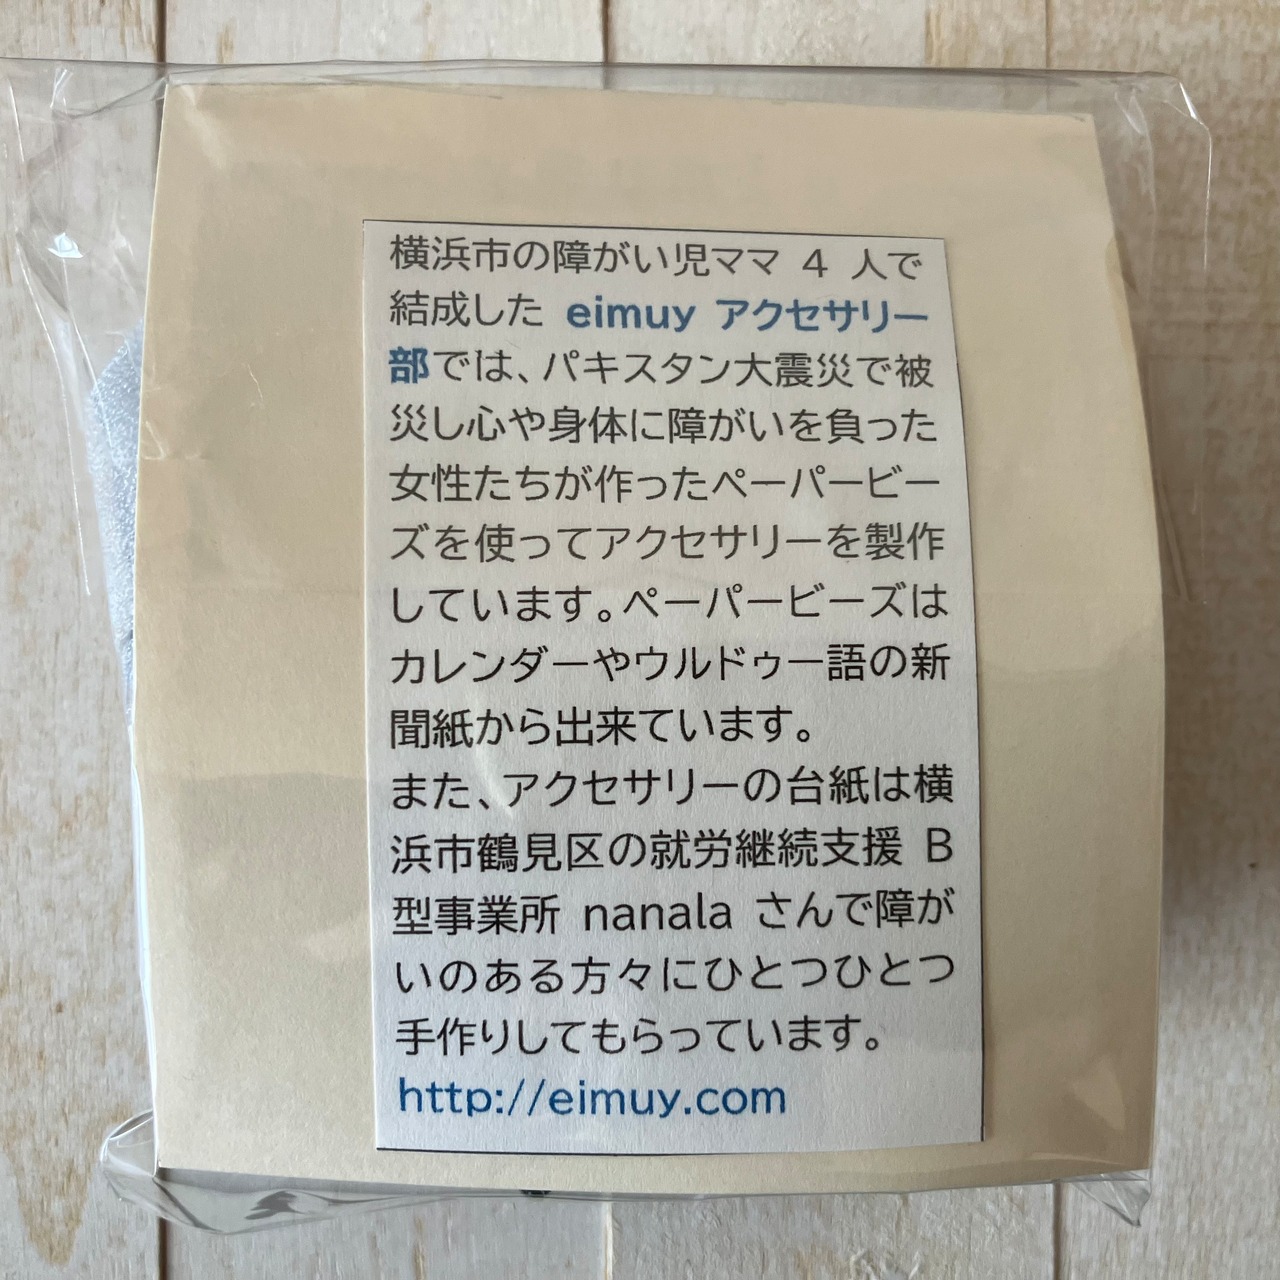 横浜市の障がい児ママ 4 人で
結成した eimuy アクセサリー
部では、パキスタン大震災で被
災し心や身体に障がいを負った
女性たちが作ったペーパービー
ズを使ってアクセサリーを製作
しています。ペーパービーズは
カレンダーやウルドゥー語の新
聞紙から出来ています。
また、アクセサリーの台紙は横
浜市鶴見区の就労継続支援 B
型事業所 nanala さんで障が
いのある方々にひとつひとつ
手作りしてもらっています。
http://eimuy.com